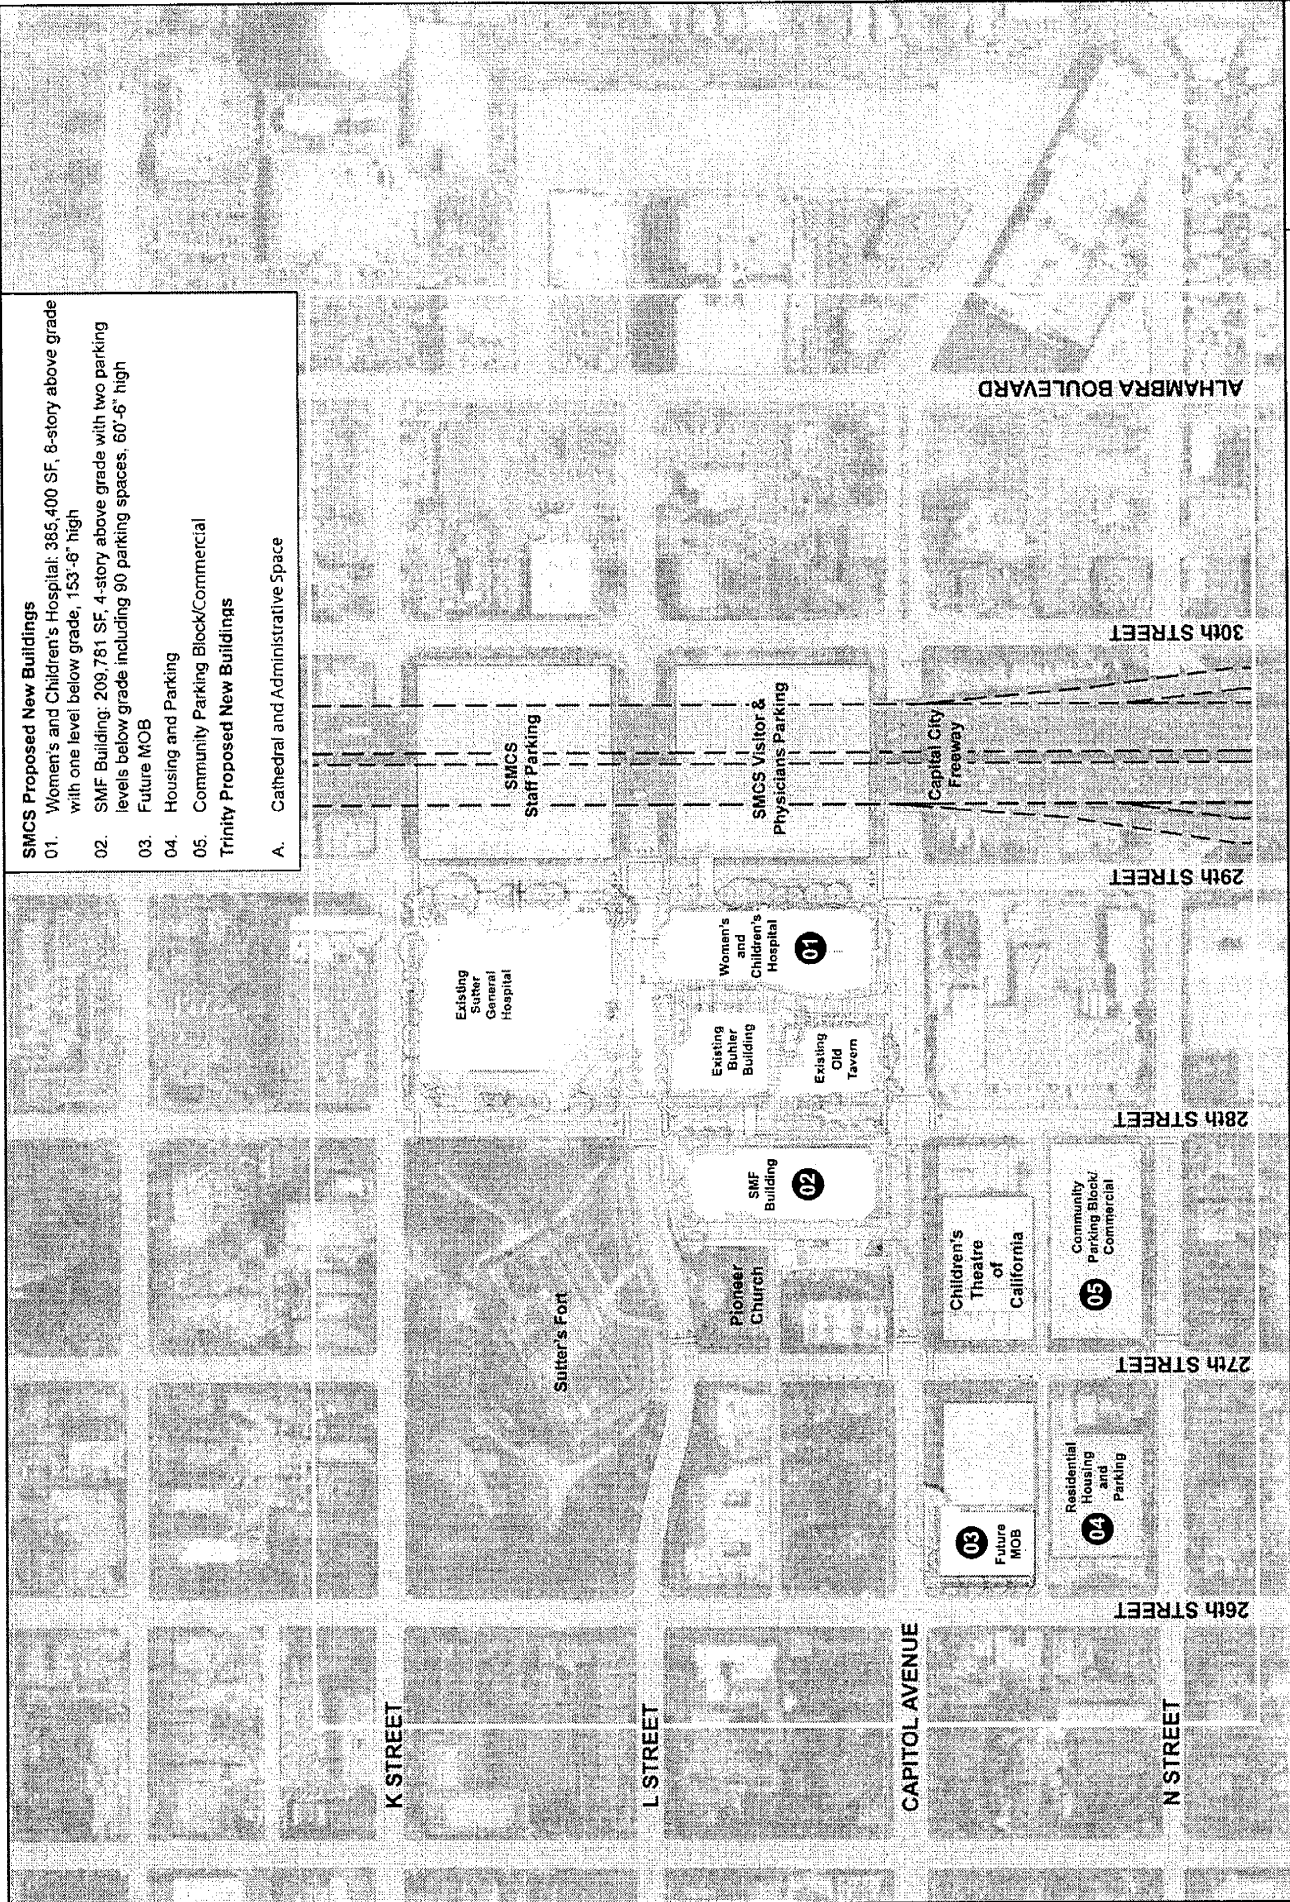 SMCS Proposed New Buildings
01. Women's and Children's Hospital: 385,400 SF, 8-story above grade
with one level below grade, 153'-6" high
02. SMF Building: 209,781 SF, 4-story above grade with two parking
levels below grade including 90 parking spaces, 60'-6" high
03. Future MOB
04. Housing and Parking
05. Community Parking Block/Commercial
Trinity Proposed New Buildings
A. Cathedral and Administrative Space
K STREET
L STREET
CAPITOL AVENUE
N STREET
26th STREET
27th STREET
28th STREET
29th STREET
30th STREET
ALHAMBRA BOULEVARD
Sutter's Fort
Existing
Sutter
General
Hospital
SMCS
Staff Parking
Pioneer
Church
SMF
Building
02
Existing
Buhler
Building
Existing
Old
Tavern
Women's
and
Children's
Hospital
01
SMCS Visitor &
Physicians Parking
Capital City
Freeway
03
Future
MOB
Residential
Housing
and
Parking
04
Children's
Theatre
of
California
Community
Parking Block/
Commercial
05